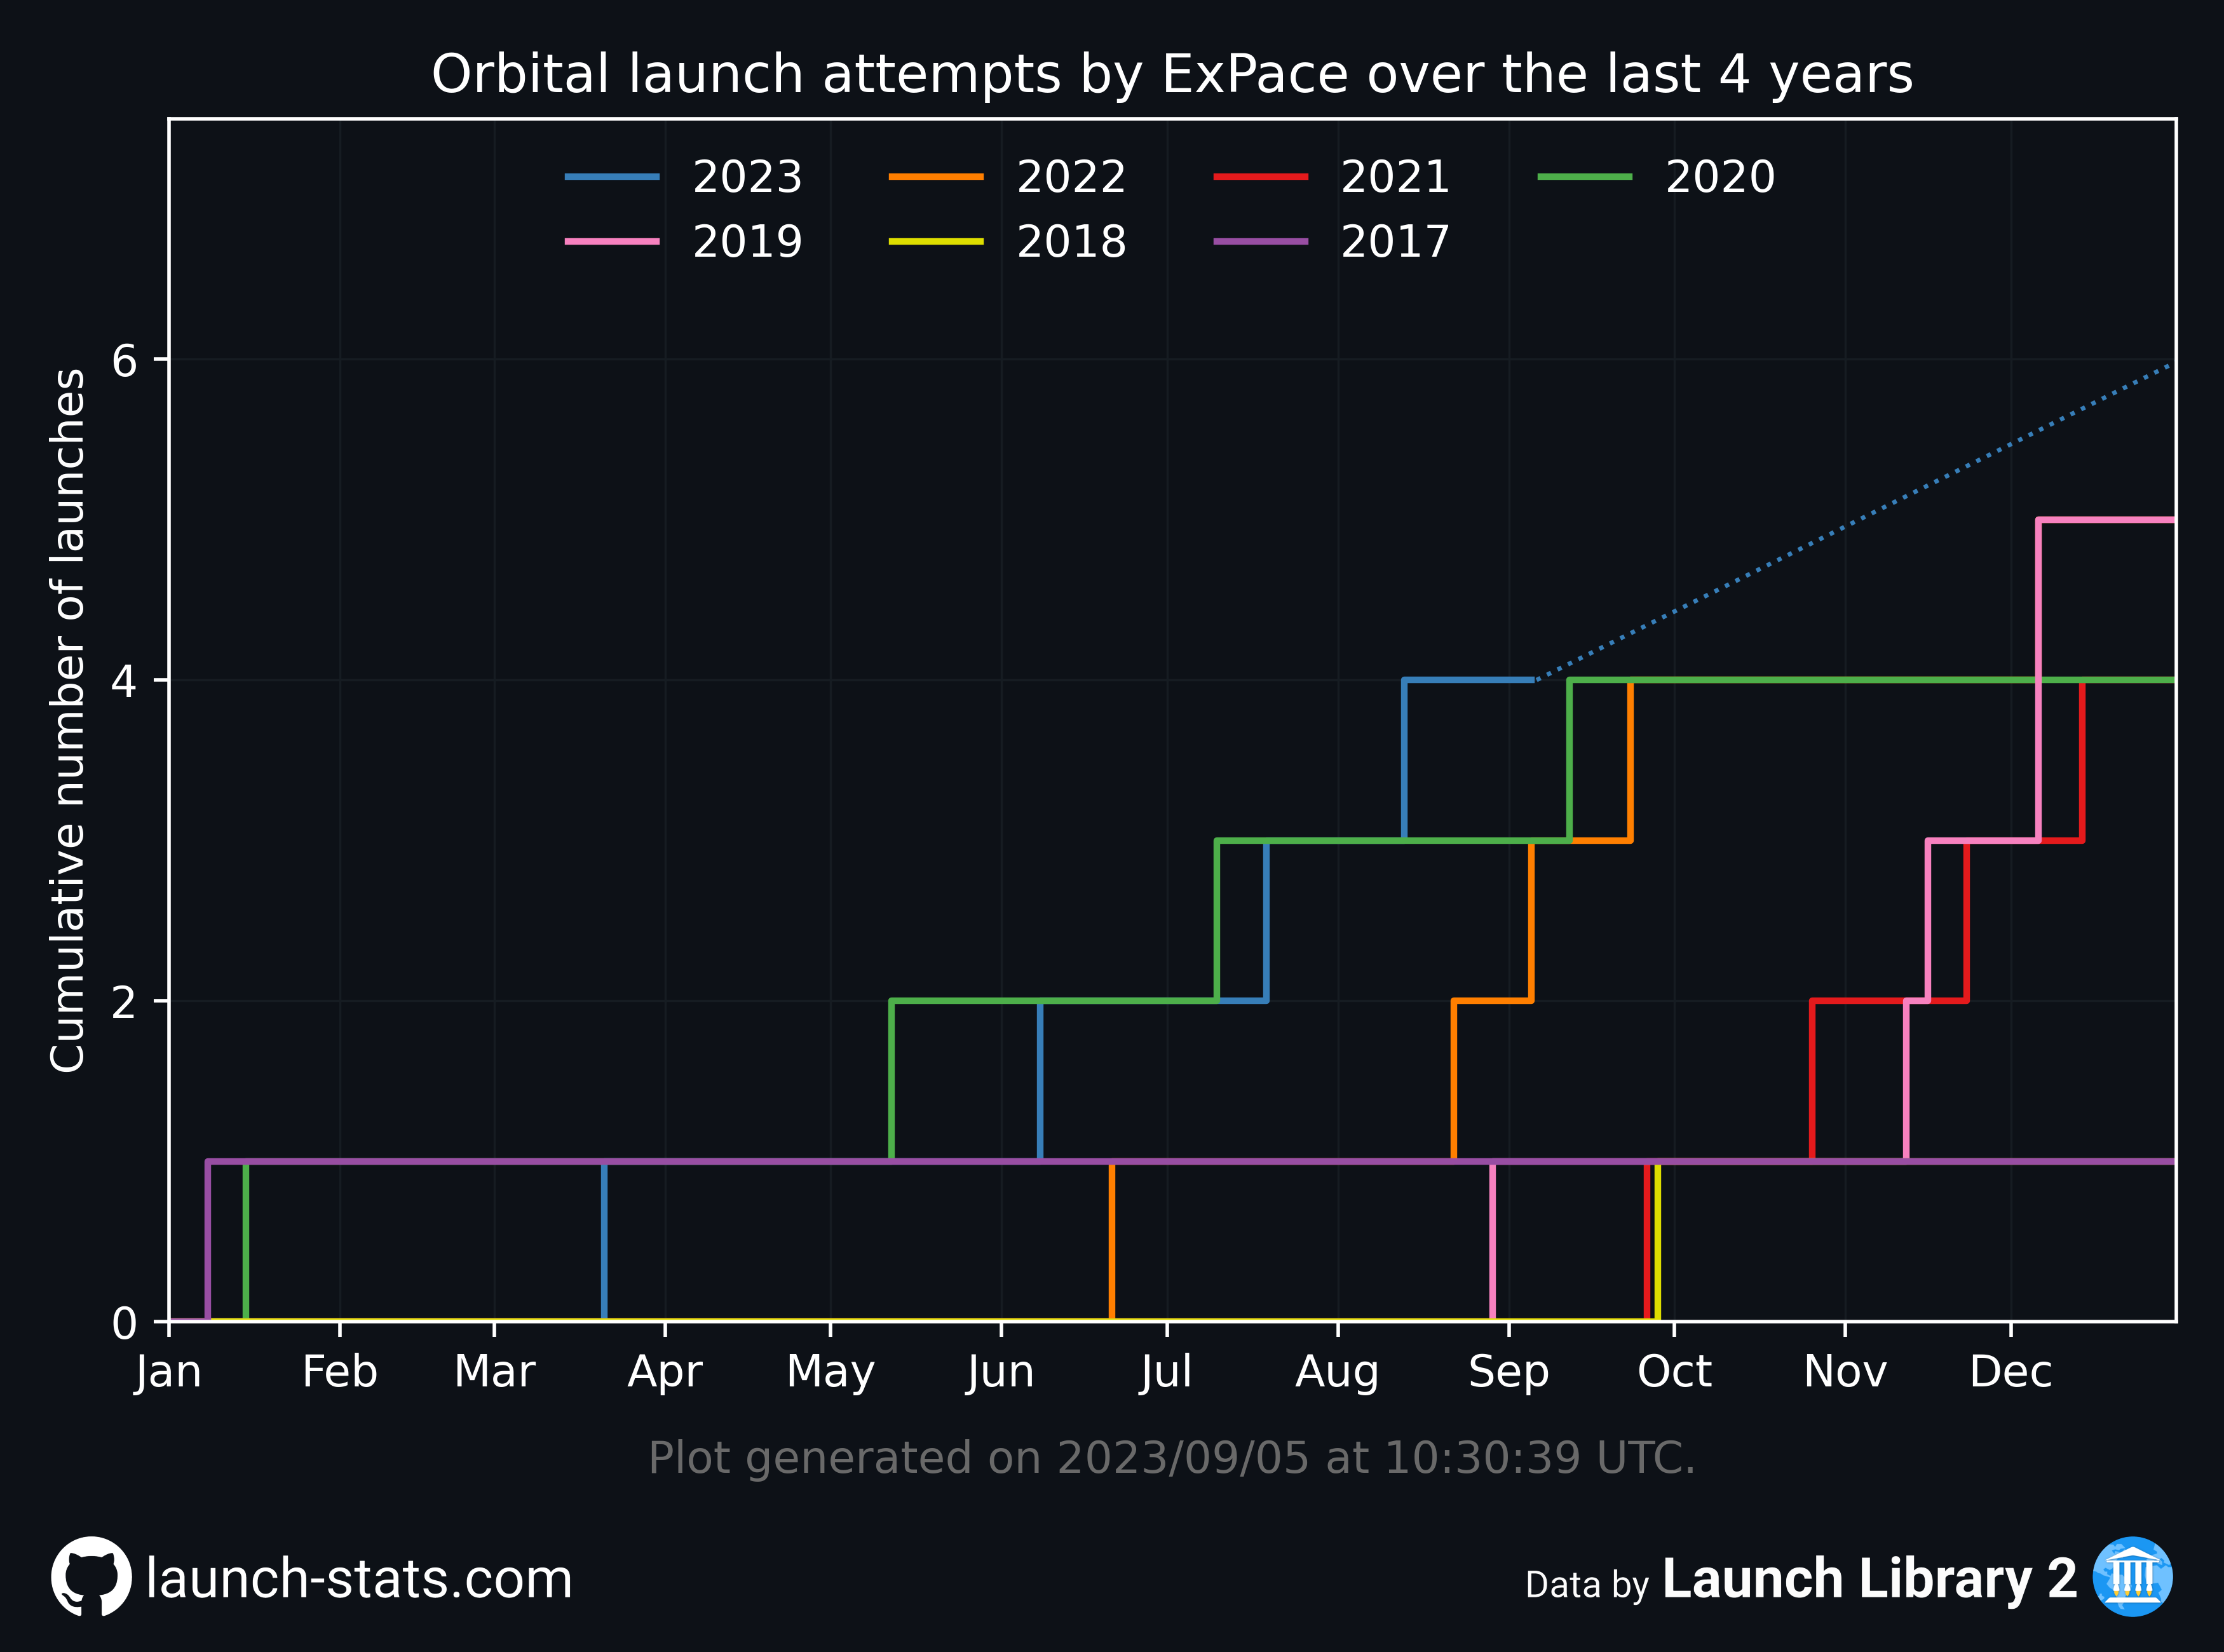 Orbital launch attempts by ExPace over the last 4 years
2023 2022 2021 2020
2019 2018 2017
Cumulative number of launches
6
4
2
0
Jan Feb Mar Apr May Jun Jul Aug Sep Oct Nov Dec
Plot generated on 2023/09/05 at 10:30:39 UTC.
launch-stats.com
Data by Launch Library 2